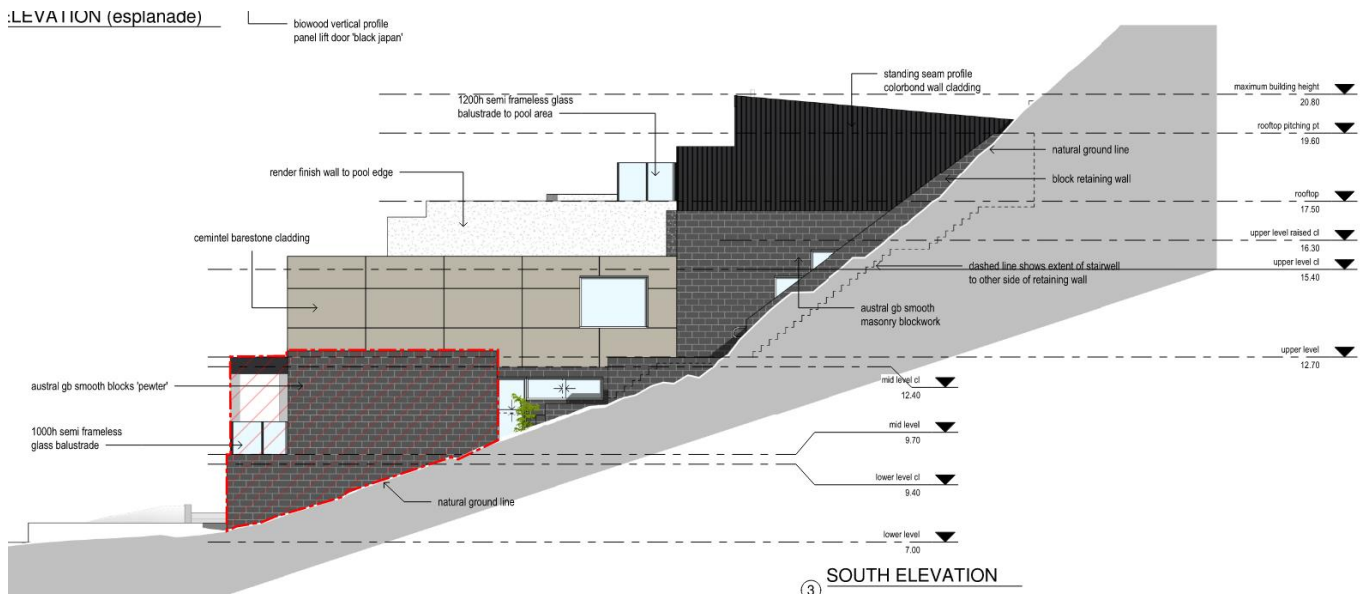 :LEVATION (esplanade)
biowood vertical profile
panel lift door 'black japan'
standing seam profile
colorbond wall cladding
1200h semi frameless glass
balustrade to pool area
maximum building height
20.80
rooftop pitching pt
19.60
natural ground line
render finish wall to pool edge
block retaining wall
rooftop
17.50
cemintel barestone cladding
upper level raised cl
16.30
dashed line shows extent of stairwell
to other side of retaining wall
upper level cl
15.40
austral gb smooth
masonry blockwork
upper level
12.70
austral gb smooth blocks 'pewter'
mid level cl
12.40
1000h semi frameless
glass balustrade
mid level
9.70
lower level cl
9.40
natural ground line
lower level
7.00
3
SOUTH ELEVATION